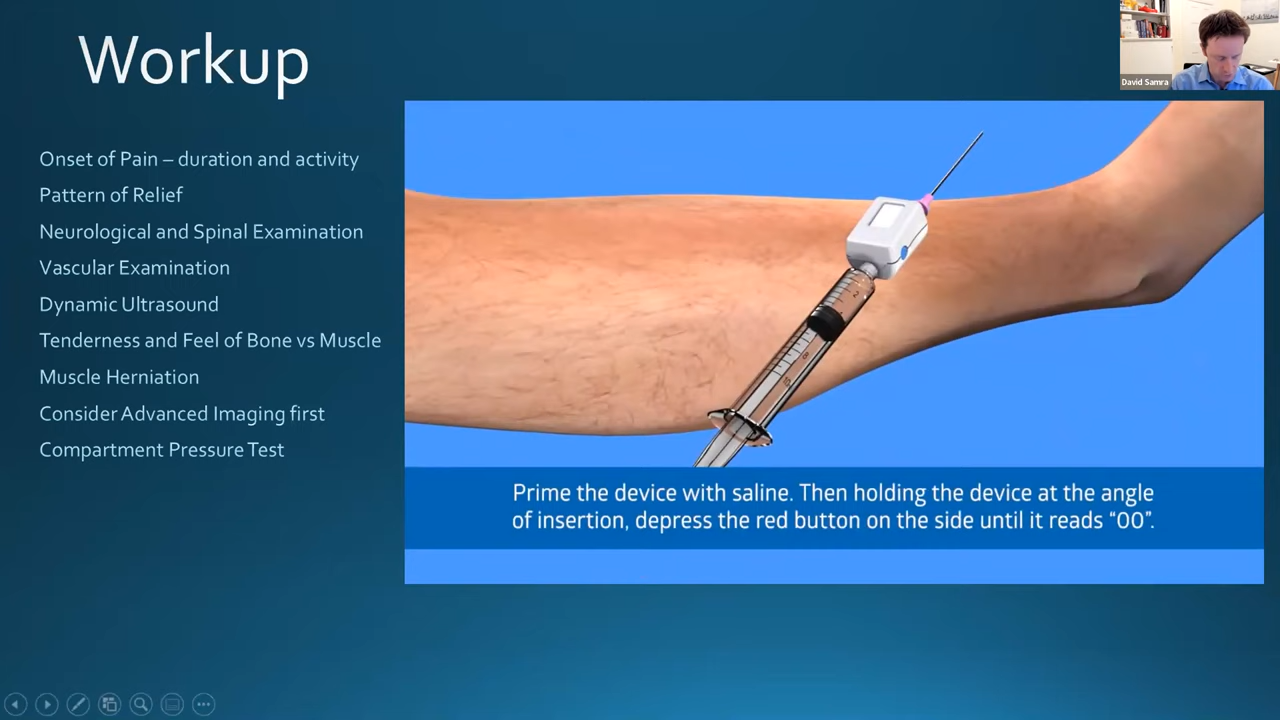 Workup
David Samra
Onset of Pain – duration and activity
Pattern of Relief
Neurological and Spinal Examination
Vascular Examination
Dynamic Ultrasound
Tenderness and Feel of Bone vs Muscle
Muscle Herniation
Consider Advanced Imaging first
Compartment Pressure Test
Prime the device with saline. Then holding the device at the angle
of insertion, depress the red button on the side until it reads “00”.